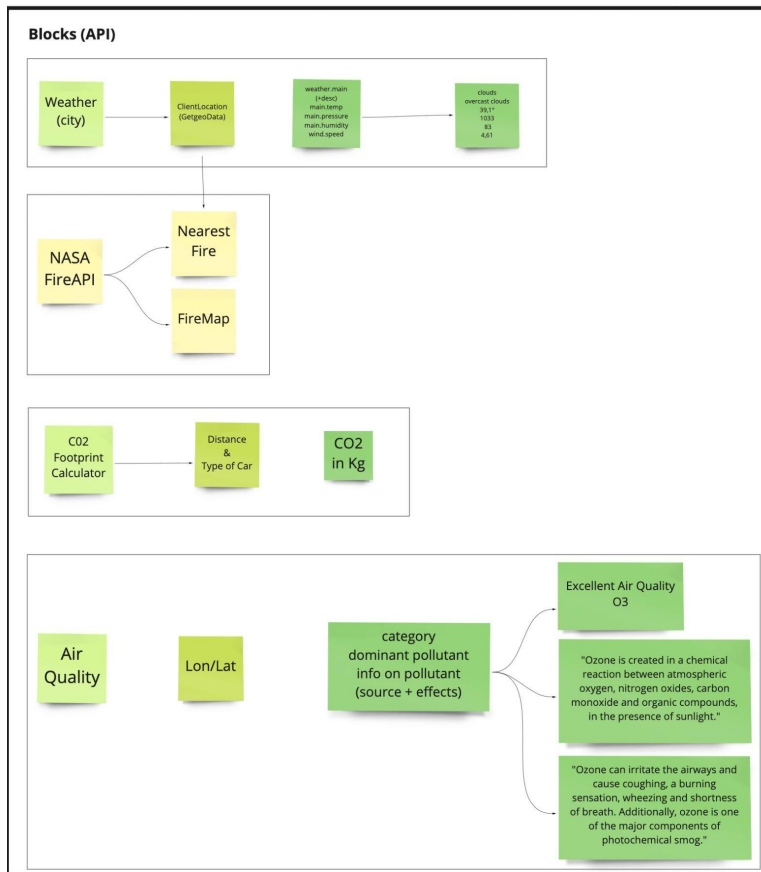 Blocks (API)
Weather
(city)
ClientLocation
(GetgeoData)
weather.main
(+desc)
main.temp
main.pressure
main.humidity
wind.speed
clouds
overcast clouds
39,1°
1033
83
4,61
NASA
FireAPI
Nearest
Fire
FireMap
C02
Footprint
Calculator
Distance
&
Type of Car
CO2
in Kg
Air
Quality
Lon/Lat
category
dominant pollutant
info on pollutant
(source + effects)
Excellent Air Quality
O3
"Ozone is created in a chemical
reaction between atmospheric
oxygen, nitrogen oxides, carbon
monoxide and organic compounds,
in the presence of sunlight."
"Ozone can irritate the airways and
cause coughing, a burning
sensation, wheezing and shortness
of breath. Additionally, ozone is one
of the major components of
photochemical smog."